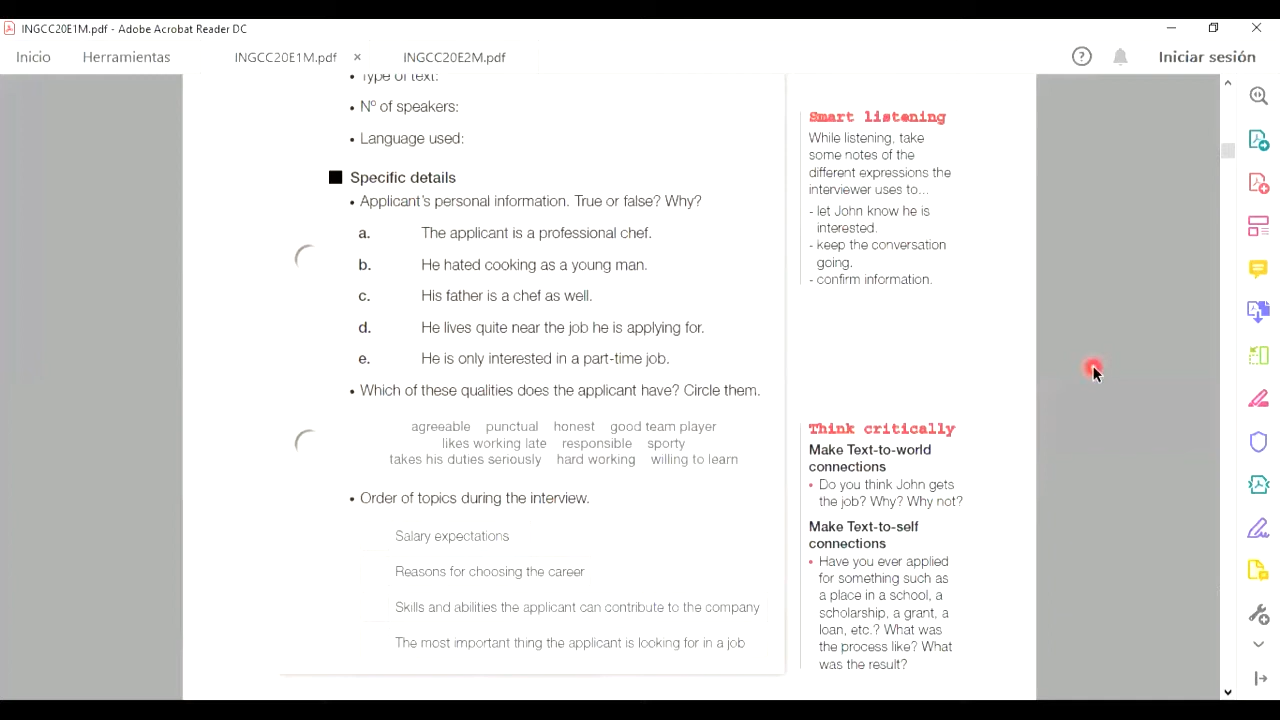 INGCC20E1M.pdf - Adobe Acrobat Reader DC
Inicio Herramientas INGCC20E1M.pdf × INGCC20E2M.pdf Iniciar sesión
• Type of text:
• Nº of speakers:
• Language used:
■ Specific details
• Applicant's personal information. True or false? Why?
a. The applicant is a professional chef.
b. He hated cooking as a young man.
c. His father is a chef as well.
d. He lives quite near the job he is applying for.
e. He is only interested in a part-time job.
• Which of these qualities does the applicant have? Circle them.
agreeable punctual honest good team player
likes working late responsible sporty
takes his duties seriously hard working willing to learn
• Order of topics during the interview.
Salary expectations
Reasons for choosing the career
Skills and abilities the applicant can contribute to the company
The most important thing the applicant is looking for in a job
Smart listening
While listening, take
some notes of the
different expressions the
interviewer uses to...
- let John know he is
interested.
- keep the conversation
going.
- confirm information.
Think critically
Make Text-to-world
connections
• Do you think John gets
the job? Why? Why not?
Make Text-to-self
connections
• Have you ever applied
for something such as
a place in a school, a
scholarship, a grant, a
loan, etc.? What was
the process like? What
was the result?